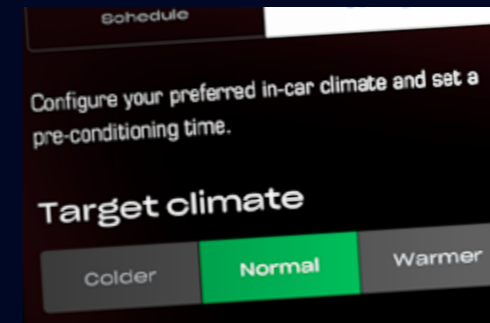 Schedule
Configure your preferred in-car climate and set a
pre-conditioning time.
Target climate
Colder Normal Warmer